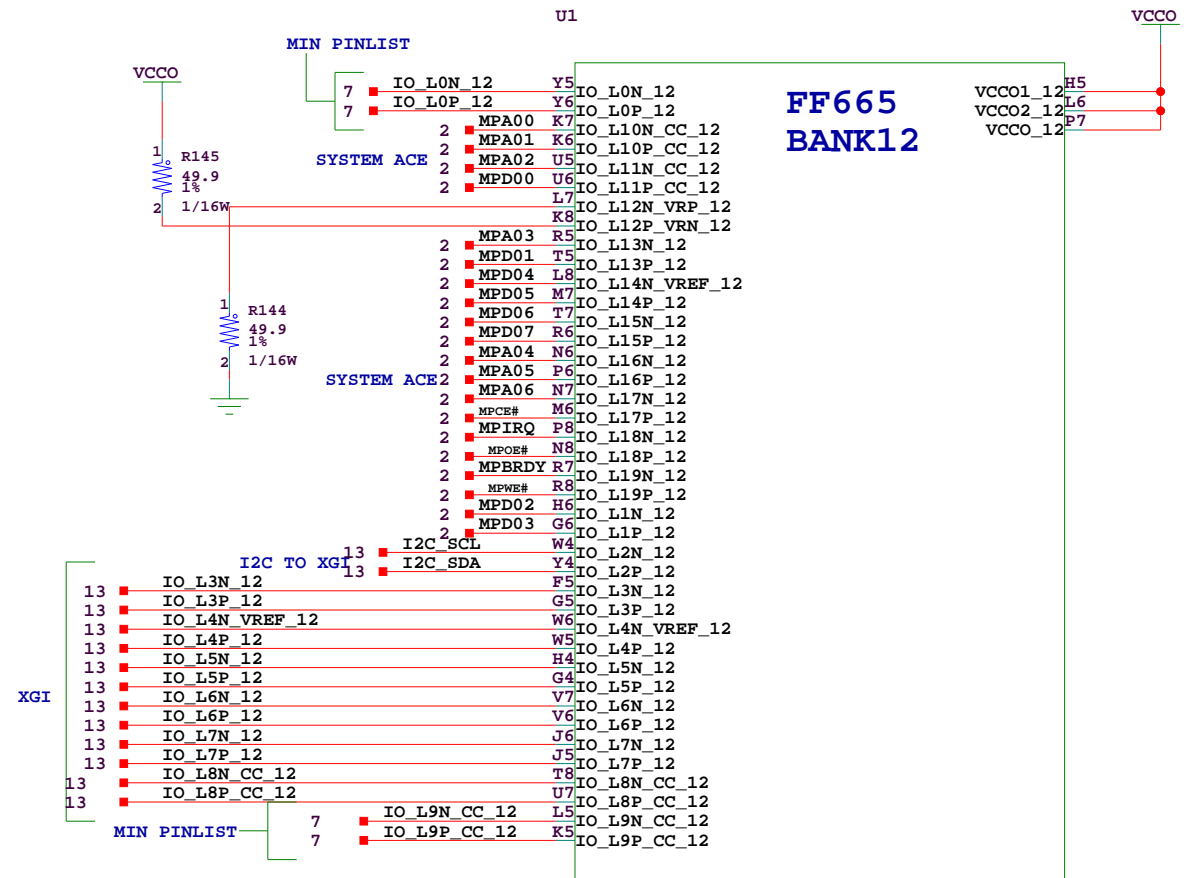 U1
VCCO
MIN PINLIST
VCCO
7 IO_L0N_12 Y5 IO_L0N_12
7 IO_L0P_12 Y6 IO_L0P_12
FF665
BANK12
VCCO1_12 H5
VCCO2_12 L6
VCCO_12 P7
SYSTEM ACE
2 MPA00 K7 IO_L10N_CC_12
2 MPA01 K6 IO_L10P_CC_12
2 MPA02 U5 IO_L11N_CC_12
2 MPD00 U6 IO_L11P_CC_12
L7 IO_L12N_VRP_12
K8 IO_L12P_VRN_12
1
R145
49.9
1%
2 1/16W
2 MPA03 R5 IO_L13N_12
2 MPD01 T5 IO_L13P_12
2 MPD04 L8 IO_L14N_VREF_12
2 MPD05 M7 IO_L14P_12
2 MPD06 T7 IO_L15N_12
2 MPD07 R6 IO_L15P_12
2 MPA04 N6 IO_L16N_12
1
R144
49.9
1%
2 1/16W
SYSTEM ACE
2 MPA05 P6 IO_L16P_12
2 MPA06 N7 IO_L17N_12
2 MPCE# M6 IO_L17P_12
2 MPIRQ P8 IO_L18N_12
2 MPOE# N8 IO_L18P_12
2 MPBRDY R7 IO_L19N_12
2 MPWE# R8 IO_L19P_12
2 MPD02 H6 IO_L1N_12
2 MPD03 G6 IO_L1P_12
I2C TO XGI
13 I2C_SCL W4 IO_L2N_12
13 I2C_SDA Y4 IO_L2P_12
13 IO_L3N_12 F5 IO_L3N_12
13 IO_L3P_12 G5 IO_L3P_12
13 IO_L4N_VREF_12 W6 IO_L4N_VREF_12
13 IO_L4P_12 W5 IO_L4P_12
13 IO_L5N_12 H4 IO_L5N_12
13 IO_L5P_12 G4 IO_L5P_12
XGI
13 IO_L6N_12 V7 IO_L6N_12
13 IO_L6P_12 V6 IO_L6P_12
13 IO_L7N_12 J6 IO_L7N_12
13 IO_L7P_12 J5 IO_L7P_12
13 IO_L8N_CC_12 T8 IO_L8N_CC_12
13 IO_L8P_CC_12 U7 IO_L8P_CC_12
MIN PINLIST
7 IO_L9N_CC_12 L5 IO_L9N_CC_12
7 IO_L9P_CC_12 K5 IO_L9P_CC_12